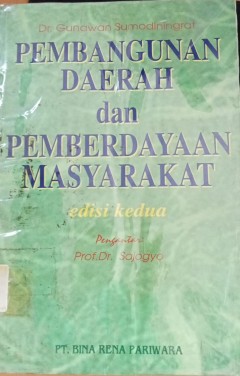 Dr. Gunawan Sumodiningrat
PEMBANGUNAN
DAERAH
dan
PEMBERDAYAAN
MASYARAKAT
edisi kedua
Pengantar
Prof.Dr. Sajogyo
PT. BINA RENA PARIWARA